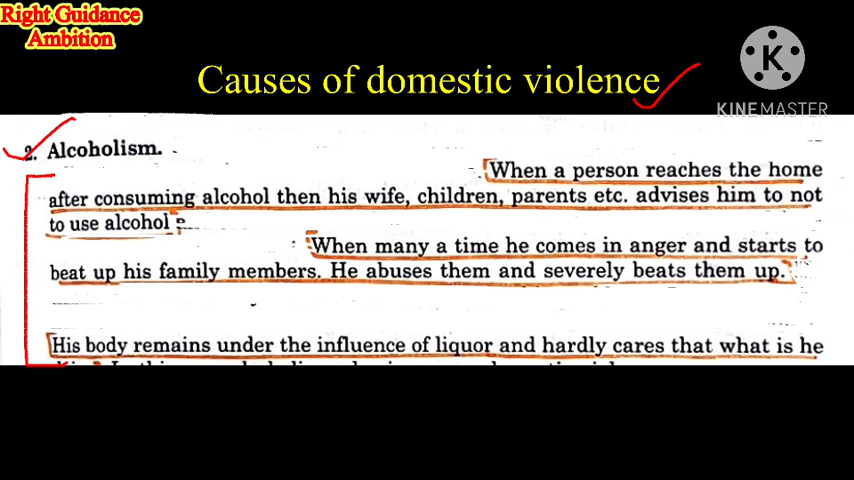 Right Guidance
Ambition
Causes of domestic violence
K
KINEMASTER
2. Alcoholism.
When a person reaches the home
after consuming alcohol then his wife, children, parents etc. advises him to not
to use alcohol
When many a time he comes in anger and starts to
beat up his family members. He abuses them and severely beats them up.
His body remains under the influence of liquor and hardly cares that what is he